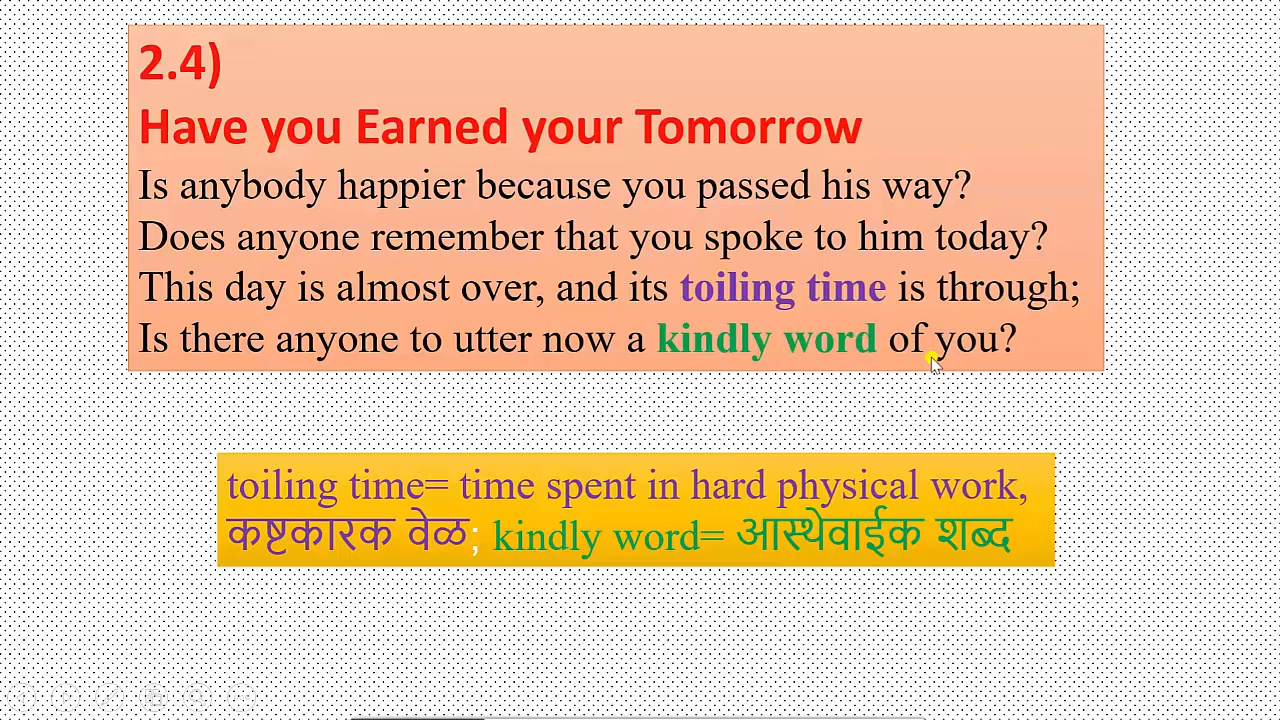 2.4)
Have you Earned your Tomorrow
Is anybody happier because you passed his way?
Does anyone remember that you spoke to him today?
This day is almost over, and its toiling time is through;
Is there anyone to utter now a kindly word of you?
toiling time= time spent in hard physical work,
कष्टकारक वेळ; kindly word= आस्थेवाईक शब्द